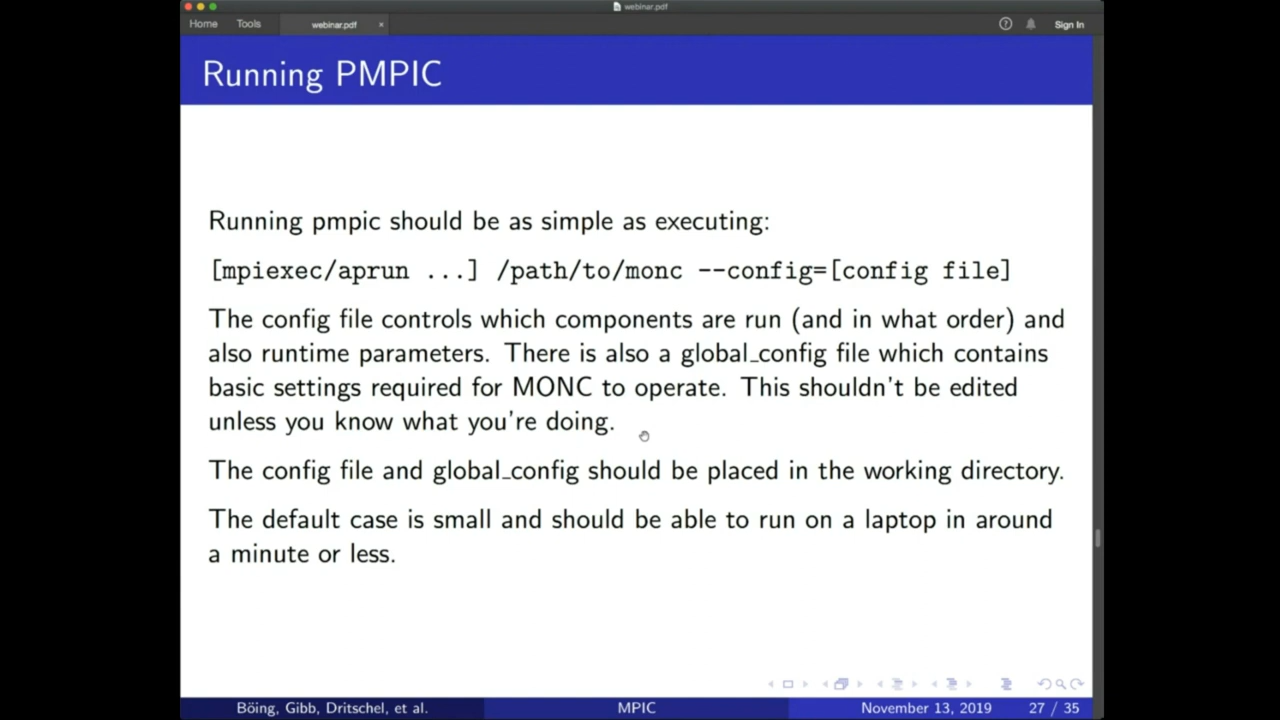 webinar.pdf
Home Tools webinar.pdf × ? Sign In
Running PMPIC
Running pmpic should be as simple as executing:
[mpiexec/aprun ...] /path/to/monc --config=[config file]
The config file controls which components are run (and in what order) and
also runtime parameters. There is also a global_config file which contains
basic settings required for MONC to operate. This shouldn't be edited
unless you know what you're doing.
The config file and global_config should be placed in the working directory.
The default case is small and should be able to run on a laptop in around
a minute or less.
Böing, Gibb, Dritschel, et al. MPIC November 13, 2019 27 / 35